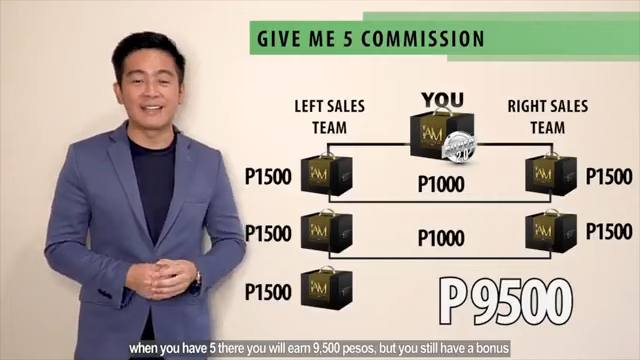 GIVE ME 5 COMMISSION
LEFT SALES
TEAM
YOU
RIGHT SALES
TEAM
P1500
P1000
P1500
P1500
P1000
P1500
P1500
P9500
when you have 5 there you will earn 9,500 pesos, but you still have a bonus